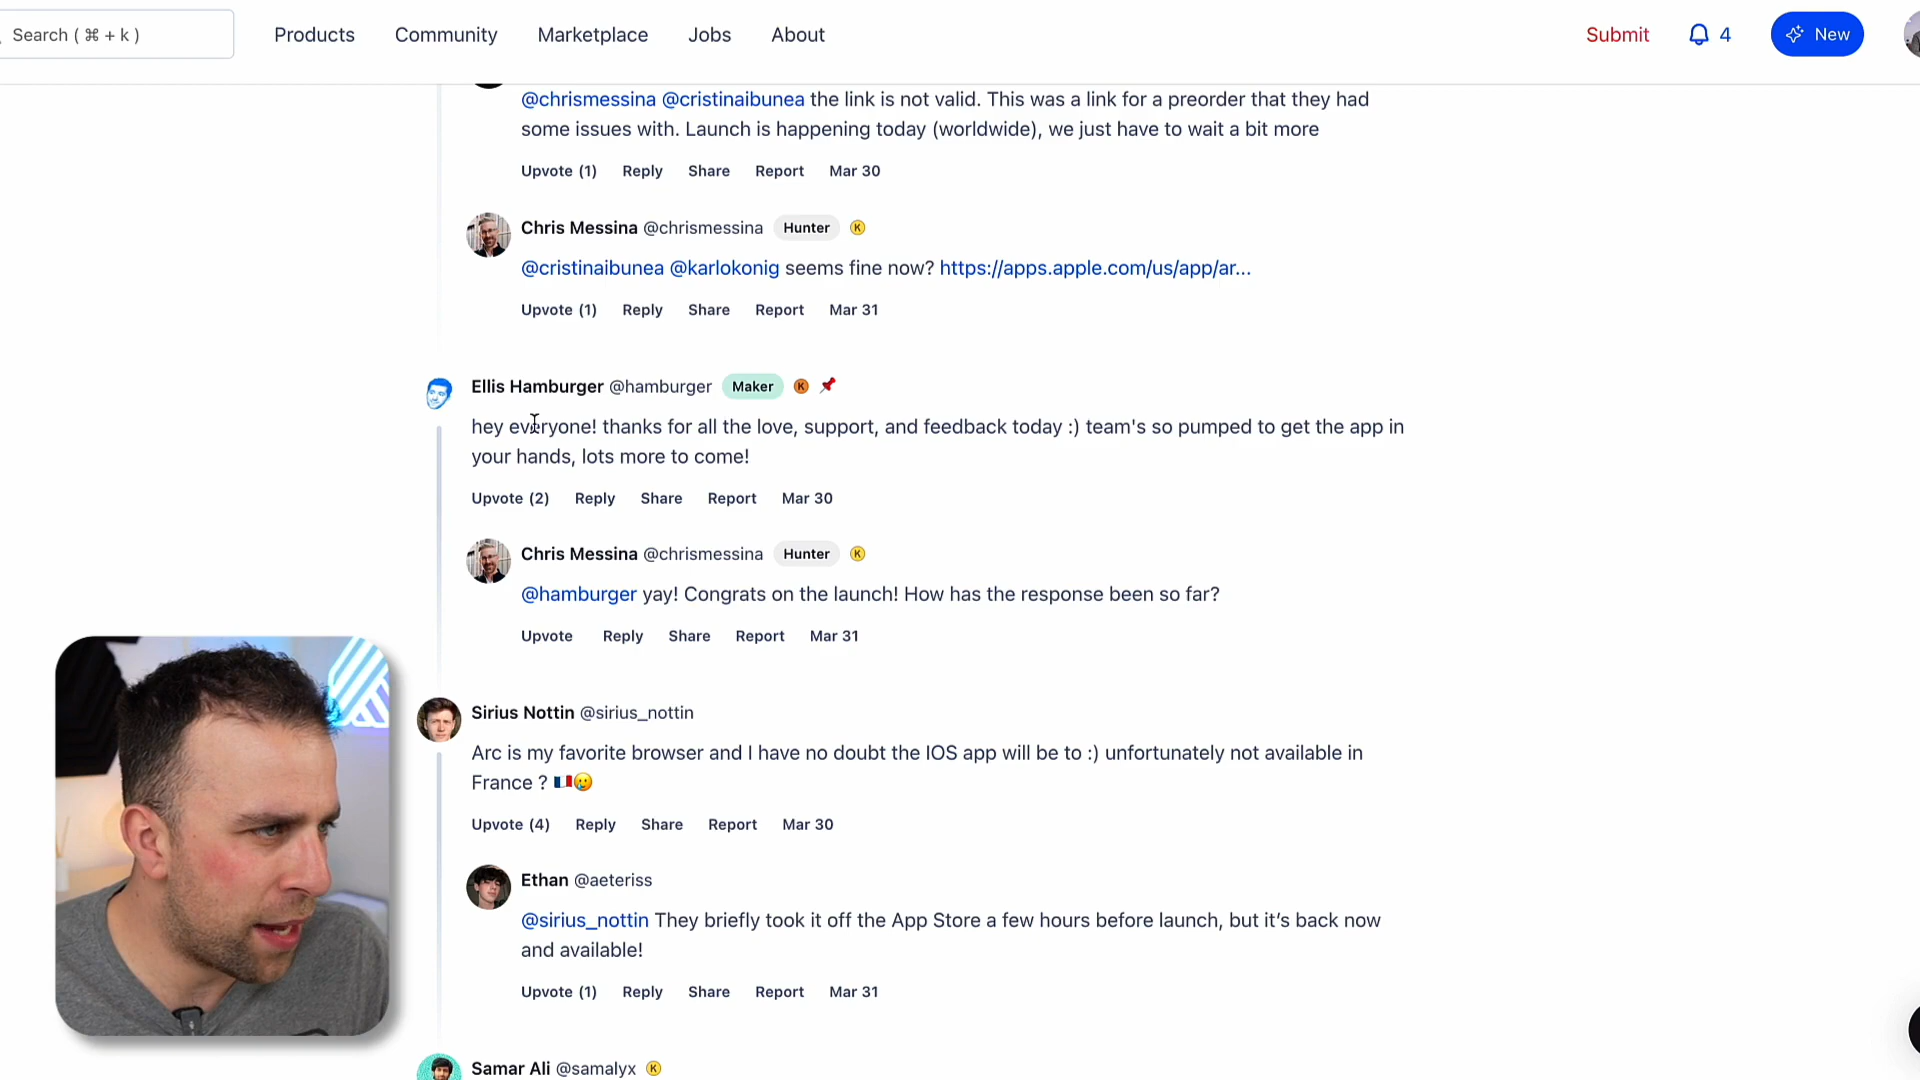 Search ( ⌘ + k )
Products
Community
Marketplace
Jobs
About
Submit
4
New
@chrismessina @cristinaibunea the link is not valid. This was a link for a preorder that they had
some issues with. Launch is happening today (worldwide), we just have to wait a bit more
Upvote (1) Reply Share Report Mar 30
Chris Messina @chrismessina Hunter K
@cristinaibunea @karlokonig seems fine now? https://apps.apple.com/us/app/ar...
Upvote (1) Reply Share Report Mar 31
Ellis Hamburger @hamburger Maker K
hey everyone! thanks for all the love, support, and feedback today :) team's so pumped to get the app in
your hands, lots more to come!
Upvote (2) Reply Share Report Mar 30
Chris Messina @chrismessina Hunter K
@hamburger yay! Congrats on the launch! How has the response been so far?
Upvote Reply Share Report Mar 31
Sirius Nottin @sirius_nottin
Arc is my favorite browser and I have no doubt the IOS app will be to :) unfortunately not available in
France ? 🇫🇷🥲
Upvote (4) Reply Share Report Mar 30
Ethan @aeteriss
@sirius_nottin They briefly took it off the App Store a few hours before launch, but it’s back now
and available!
Upvote (1) Reply Share Report Mar 31
Samar Ali @samalyx K